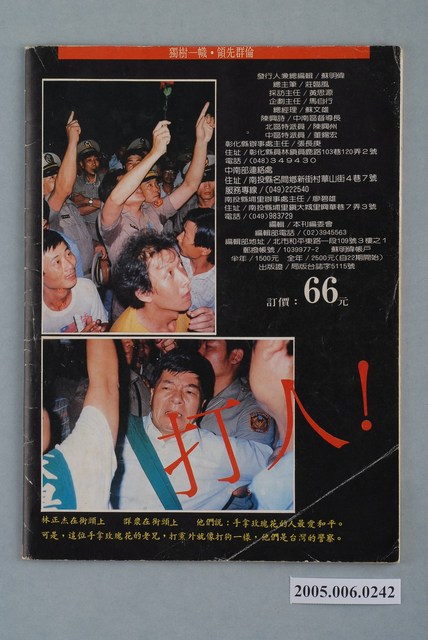 獨樹一幟・領先群倫
發行人兼總編輯／蘇明偉
總主筆／莊臨風
採訪主任／黃思源
企劃主任／馬自行
總經理／蘇文雄
陳興詩／中南區督導長
北區特派員／陳興州
中區特派員／董錫宏
彰化縣辦事處主任／張長庚
住址／彰化縣員林鎮員鹿路103巷120弄2號
電話／(048)349430
中南部連絡處
住址／南投縣名間鄉新街村華山街4巷7號
服務專線／(049)222540
南投縣埔里辦事處主任／廖碧雄
住址／南投縣埔里鎮大城里興華巷7弄3號
電話／(049)983729
編輯／本刊編委會
編輯部電話／(02)3945563
編輯部地址／北市和平東路一段109號3樓之1
郵撥帳號／1039977-2 蘇明偉帳戶
半年／1500元 全年／2500元(自22期開始)
出版證／局版台誌字5115號
訂價：66元
打人！
林正杰在街頭上 群衆在街頭上 他們說：手拿玫瑰花的人最愛和平。
可是，這位手拿玫瑰花的老兄，打起片就像打狗一樣，他們是台灣的警察。
2005.006.0242